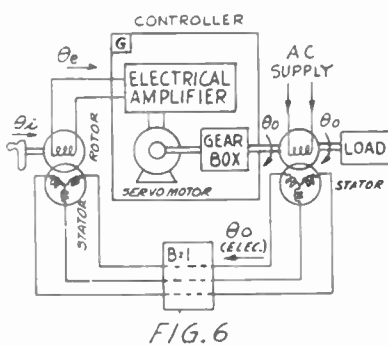 CONTROLLER
G
θe
AC
SUPPLY
ELECTRICAL
AMPLIFIER
θi
ROTOR
GEAR
BOX
θo
θo
LOAD
SERVOMOTOR
STATOR
STATOR
B=1
θo
(ELEC.)
FIG. 6